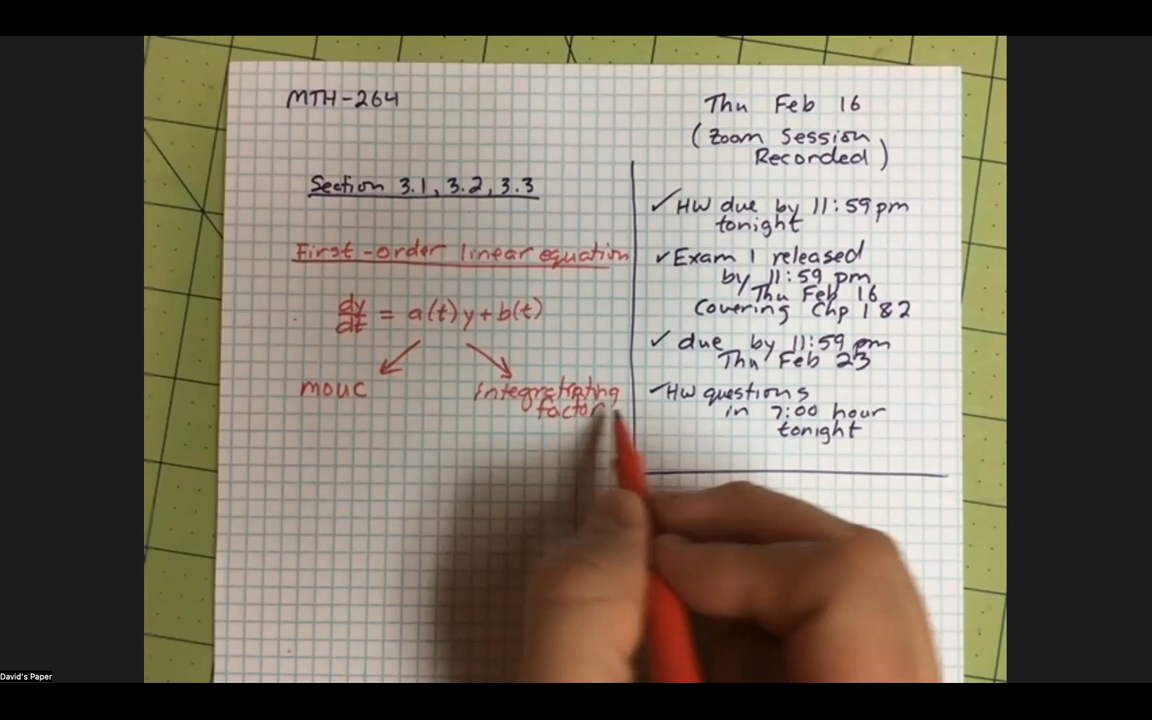 MTH-264
Section 3.1, 3.2, 3.3
First-order linear equation
dy/dt = a(t)y+b(t)
mouc
integratrating
factor
Thu Feb 16
(Zoom Session
Recorded)
✓HW due by 11:59pm
tonight
✓Exam 1 released
by 11:59 pm
Thu Feb 16
Covering Chp 1 & 2
✓ due by 11:59 pm
Thu Feb 23
✓HW questions
in 7:00 hour
tonight
David's Paper